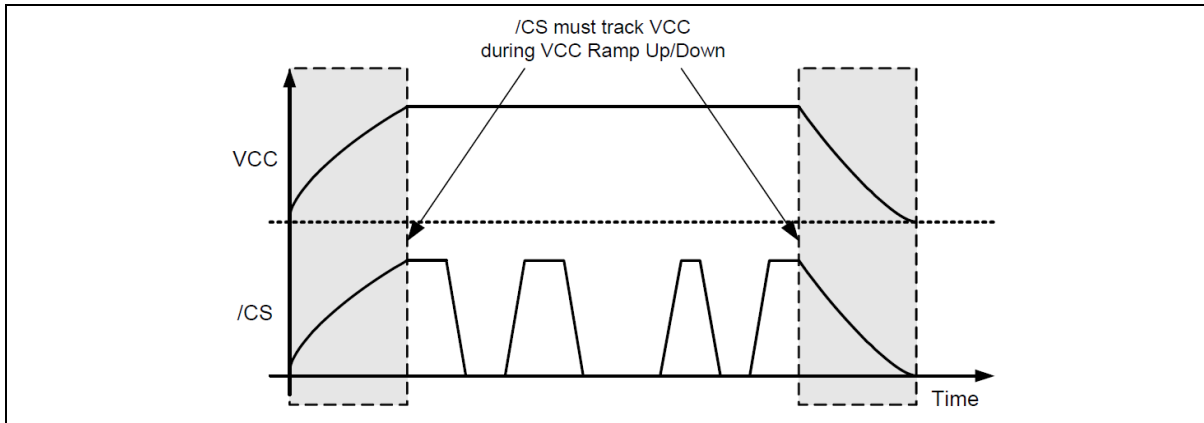 /CS must track VCC
during VCC Ramp Up/Down
VCC
/CS
Time